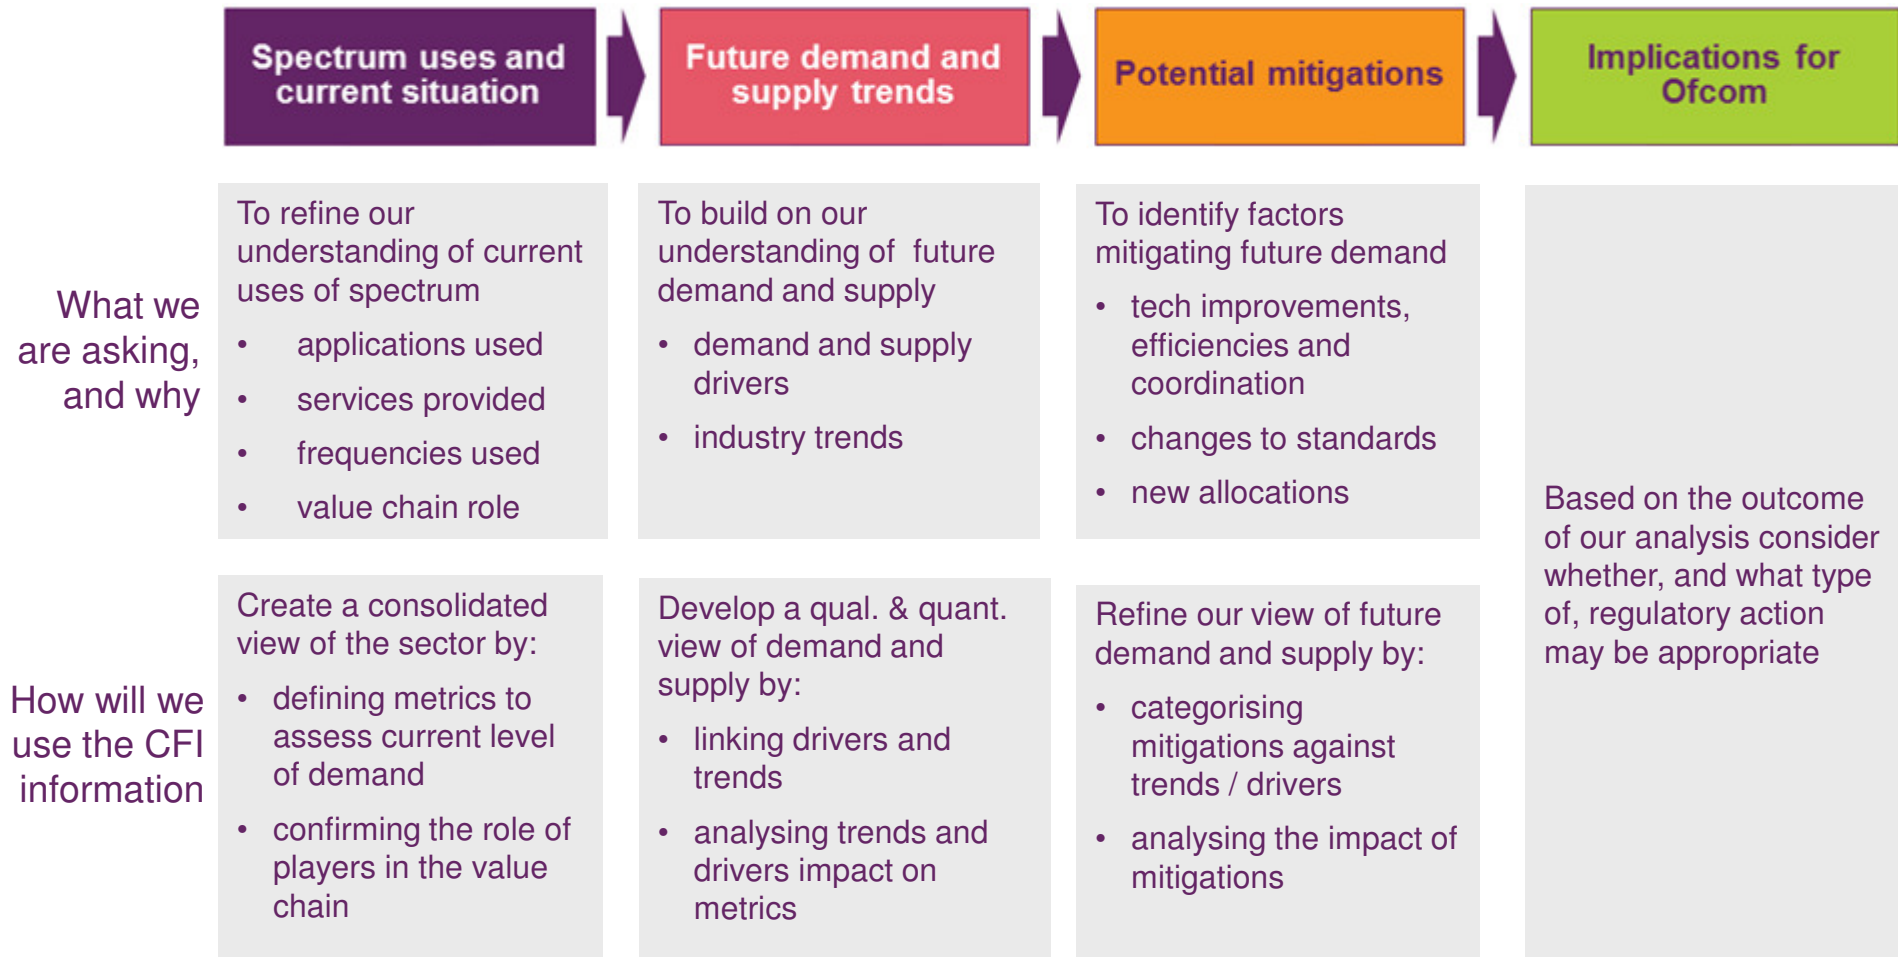 Spectrum uses and
current situation
Future demand and
supply trends
Potential mitigations
Implications for
Ofcom
What we
are asking,
and why
To refine our
understanding of current
uses of spectrum
• applications used
• services provided
• frequencies used
• value chain role
To build on our
understanding of future
demand and supply
• demand and supply
drivers
• industry trends
To identify factors
mitigating future demand
• tech improvements,
efficiencies and
coordination
• changes to standards
• new allocations
Based on the outcome
of our analysis consider
whether, and what type
of, regulatory action
may be appropriate
How will we
use the CFI
information
Create a consolidated
view of the sector by:
• defining metrics to
assess current level
of demand
• confirming the role of
players in the value
chain
Develop a qual. & quant.
view of demand and
supply by:
• linking drivers and
trends
• analysing trends and
drivers impact on
metrics
Refine our view of future
demand and supply by:
• categorising
mitigations against
trends / drivers
• analysing the impact of
mitigations